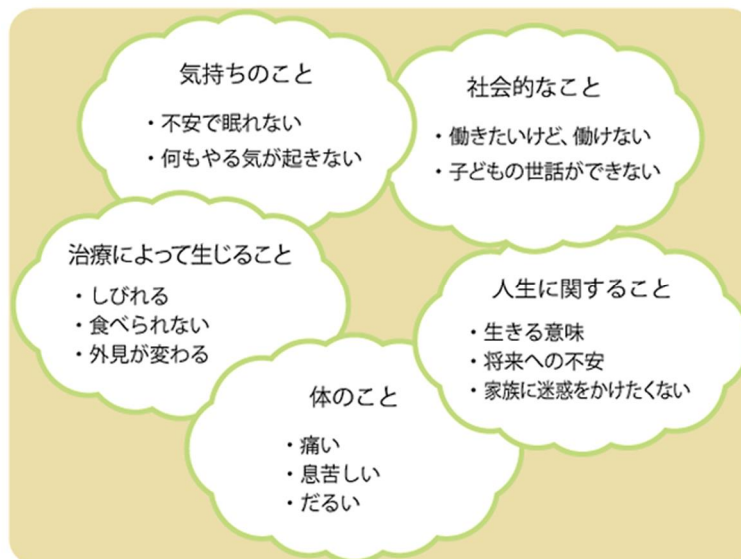 気持ちのこと
・不安で眠れない
・何もやる気が起きない
社会的なこと
・働きたいけど、働けない
・子どもの世話ができない
治療によって生じること
・しびれる
・食べられない
・外見が変わる
人生に関すること
・生きる意味
・将来への不安
・家族に迷惑をかけたくない
体のこと
・痛い
・息苦しい
・だるい